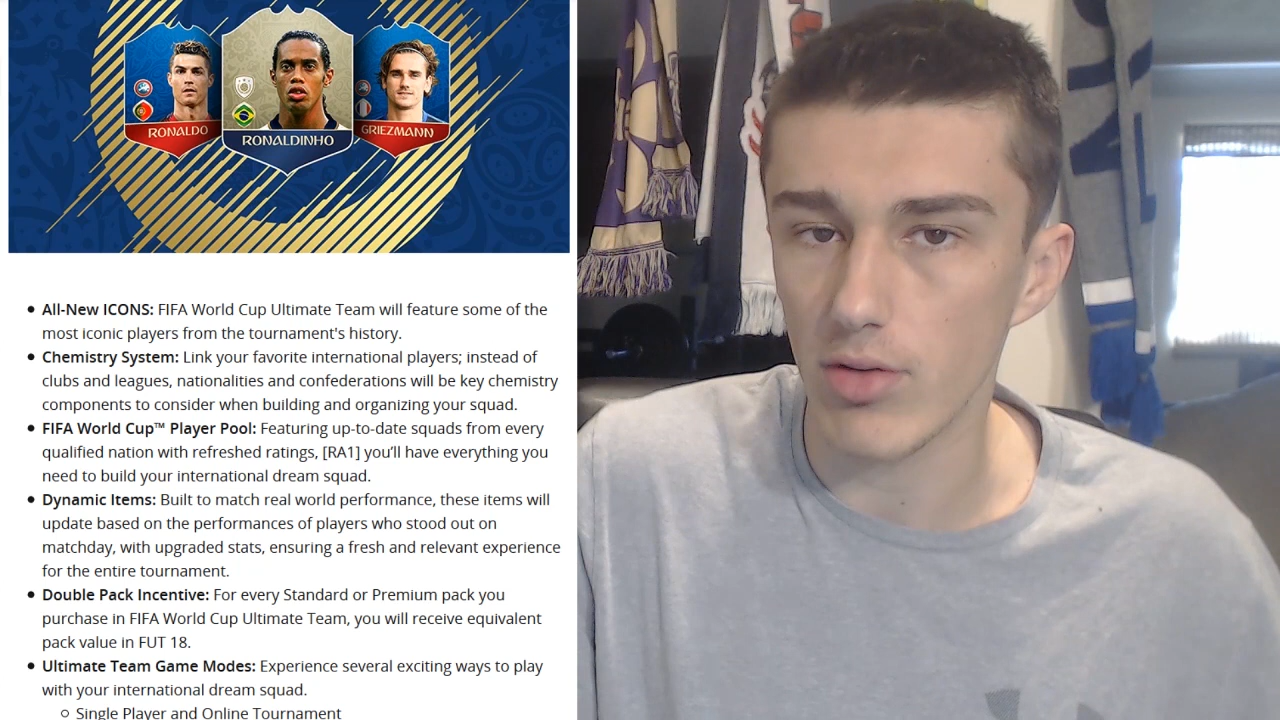 RONALDO
RONALDINHO
GRIEZMANN
• All-New ICONS: FIFA World Cup Ultimate Team will feature some of the
most iconic players from the tournament's history.
• Chemistry System: Link your favorite international players; instead of
clubs and leagues, nationalities and confederations will be key chemistry
components to consider when building and organizing your squad.
• FIFA World Cup™ Player Pool: Featuring up-to-date squads from every
qualified nation with refreshed ratings, [RA1] you’ll have everything you
need to build your international dream squad.
• Dynamic Items: Built to match real world performance, these items will
update based on the performances of players who stood out on
matchday, with upgraded stats, ensuring a fresh and relevant experience
for the entire tournament.
• Double Pack Incentive: For every Standard or Premium pack you
purchase in FIFA World Cup Ultimate Team, you will receive equivalent
pack value in FUT 18.
• Ultimate Team Game Modes: Experience several exciting ways to play
with your international dream squad.
○ Single Player and Online Tournament